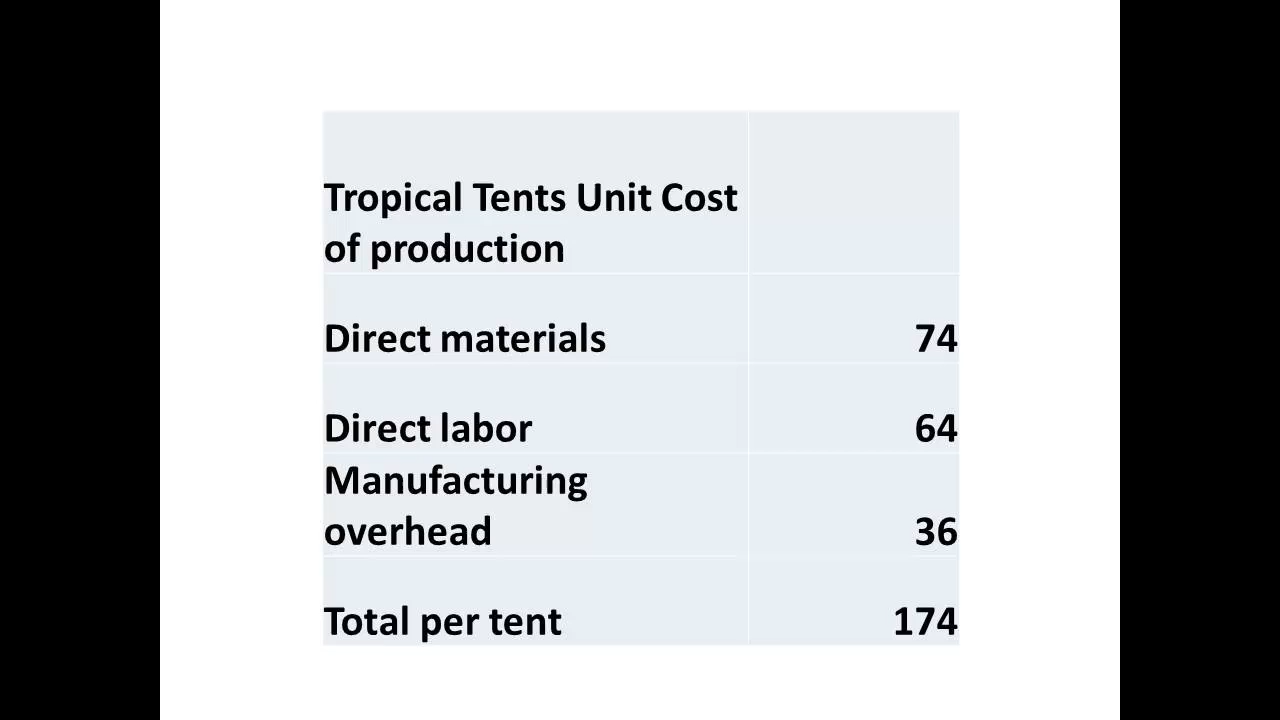 Tropical Tents Unit Cost
of production
Direct materials 74
Direct labor 64
Manufacturing
overhead 36
Total per tent 174